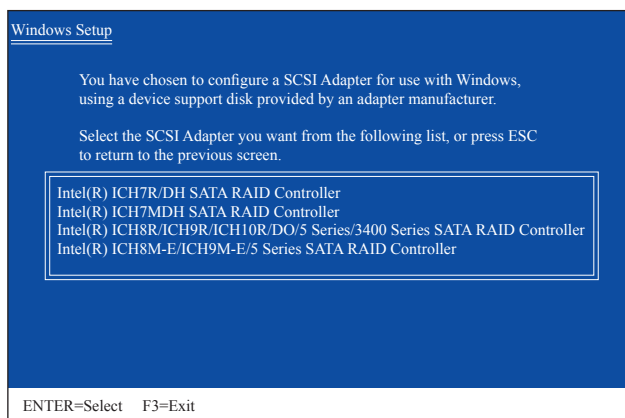 Windows Setup
You have chosen to configure a SCSI Adapter for use with Windows,
using a device support disk provided by an adapter manufacturer.
Select the SCSI Adapter you want from the following list, or press ESC
to return to the previous screen.
Intel(R) ICH7R/DH SATA RAID Controller
Intel(R) ICH7MDH SATA RAID Controller
Intel(R) ICH8R/ICH9R/ICH10R/DO/5 Series/3400 Series SATA RAID Controller
Intel(R) ICH8M-E/ICH9M-E/5 Series SATA RAID Controller
ENTER=Select F3=Exit